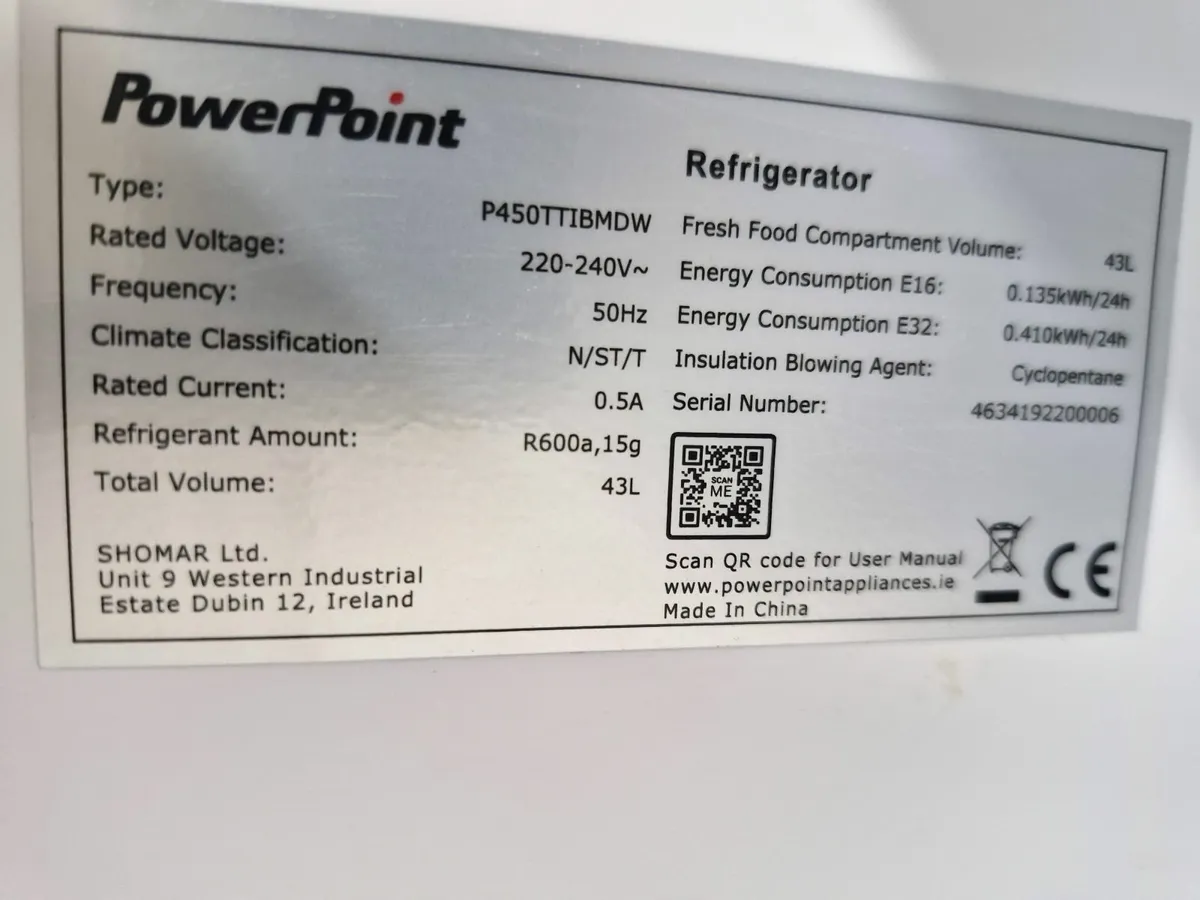 PowerPoint
Type: P450TTIBMDW
Rated Voltage: 220-240V~
Frequency: 50Hz
Climate Classification: N/ST/T
Rated Current: 0.5A
Refrigerant Amount: R600a,15g
Total Volume: 43L
SHOMAR Ltd.
Unit 9 Western Industrial
Estate Dubin 12, Ireland
Refrigerator
Fresh Food Compartment Volume: 43L
Energy Consumption E16: 0.135kWh/24h
Energy Consumption E32: 0.410kWh/24h
Insulation Blowing Agent: Cyclopentane
Serial Number: 4634192200006
SCAN
ME
Scan QR code for User Manual
www.powerpointappliances.ie
Made In China
CE